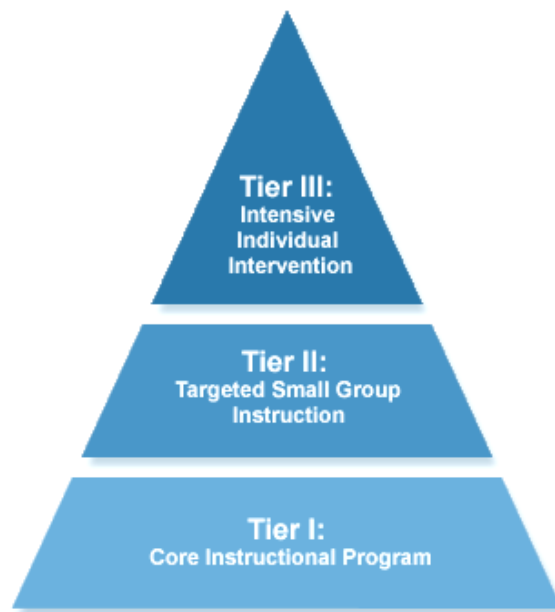 Tier III:
Intensive
Individual
Intervention
Tier II:
Targeted Small Group
Instruction
Tier I:
Core Instructional Program